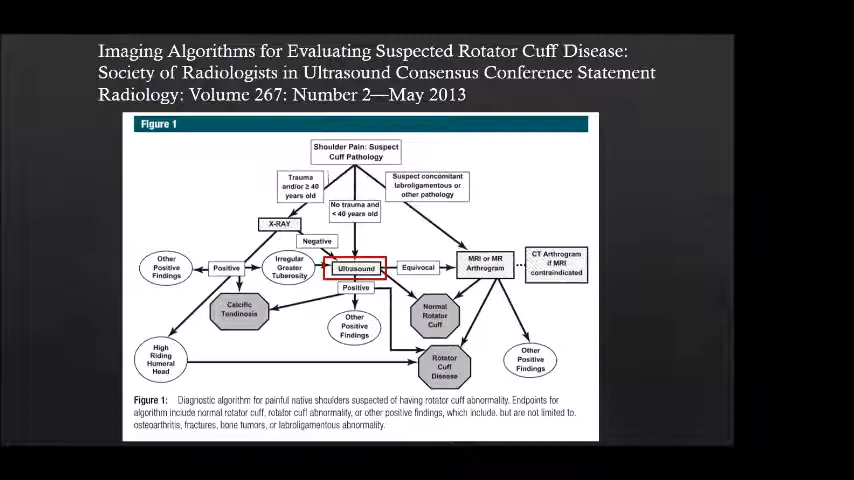 Imaging Algorithms for Evaluating Suspected Rotator Cuff Disease:
Society of Radiologists in Ultrasound Consensus Conference Statement
Radiology: Volume 267: Number 2—May 2013
Figure 1
Shoulder Pain: Suspect
Cuff Pathology
Trauma
and/or ≥ 40
years old
Suspect concomitant
labroligamentous or
other pathology
No trauma and
< 40 years old
X-RAY
Negative
Other
Positive
Findings
Positive
Irregular
Greater
Tuberosity
Ultrasound
Equivocal
MRI or MR
Arthrogram
CT Arthrogram
if MRI
contraindicated
Positive
Calcific
Tendinosis
Other
Positive
Findings
Normal
Rotator
Cuff
High
Riding
Humeral
Head
Rotator
Cuff
Disease
Other
Positive
Findings
Figure 1: Diagnostic algorithm for painful native shoulders suspected of having rotator cuff abnormality. Endpoints for
algorithm include normal rotator cuff, rotator cuff abnormality, or other positive findings, which include, but are not limited to,
osteoarthritis, fractures, bone tumors, or labroligamentous abnormality.